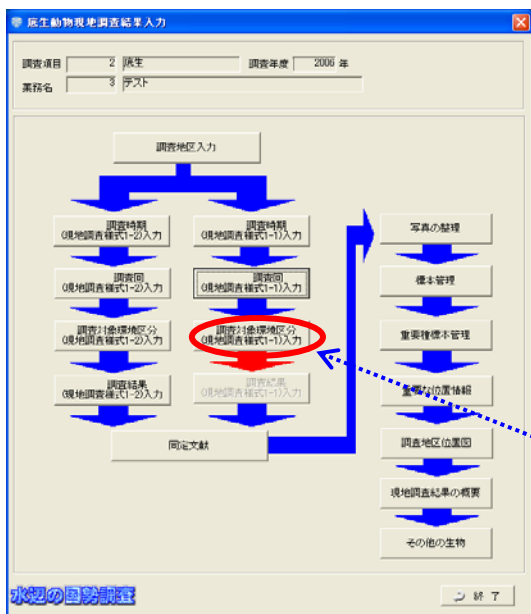 底生動物現地調査結果入力
調査項目 2 底生 調査年度 2006 年
業務名 3 テスト
調査地区入力
調査時期
(現地調査様式1-2)入力
調査時期
(現地調査様式1-1)入力
調査回
(現地調査様式1-2)入力
調査回
(現地調査様式1-1)入力
調査対象環境区分
(現地調査様式1-2)入力
調査対象環境区分
(現地調査様式1-1)入力
調査結果
(現地調査様式1-2)入力
調査結果
(現地調査様式1-1)入力
同定文献
写真の整理
標本管理
重要種標本管理
重要な位置情報
調査地区位置図
現地調査結果の概要
その他の生物
水辺の国勢調査
終 了